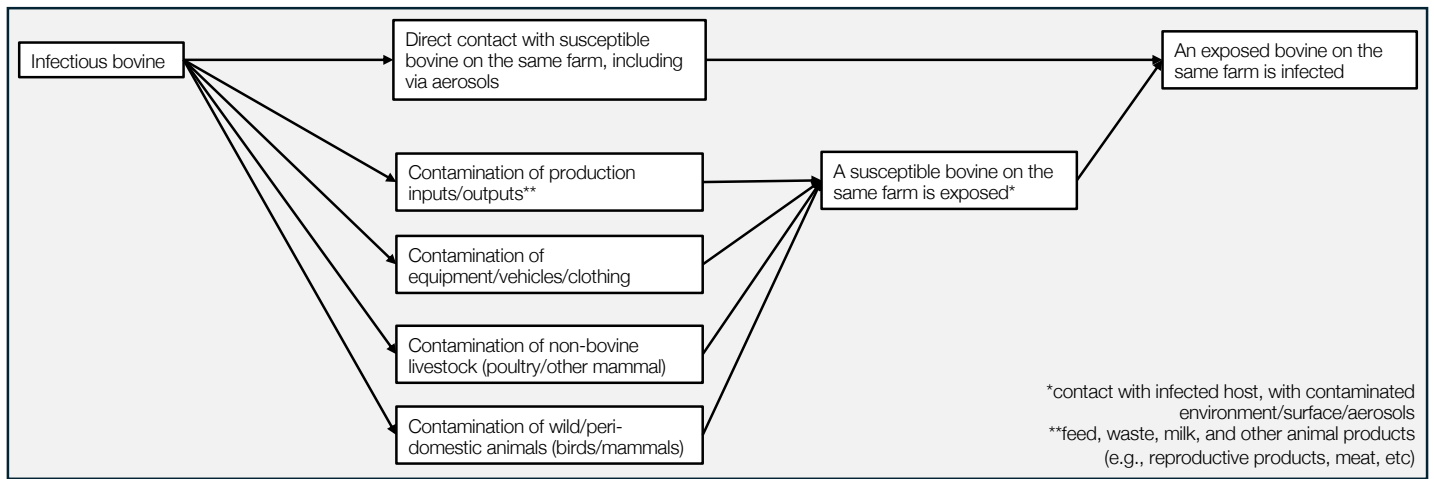 Infectious bovine
Direct contact with susceptible
bovine on the same farm, including
via aerosols
An exposed bovine on the
same farm is infected
Contamination of production
inputs/outputs**
A susceptible bovine on the
same farm is exposed*
Contamination of
equipment/vehicles/clothing
Contamination of non-bovine
livestock (poultry/other mammal)
Contamination of wild/peri-
domestic animals (birds/mammals)
*contact with infected host, with contaminated
environment/surface/aerosols
**feed, waste, milk, and other animal products
(e.g., reproductive products, meat, etc)